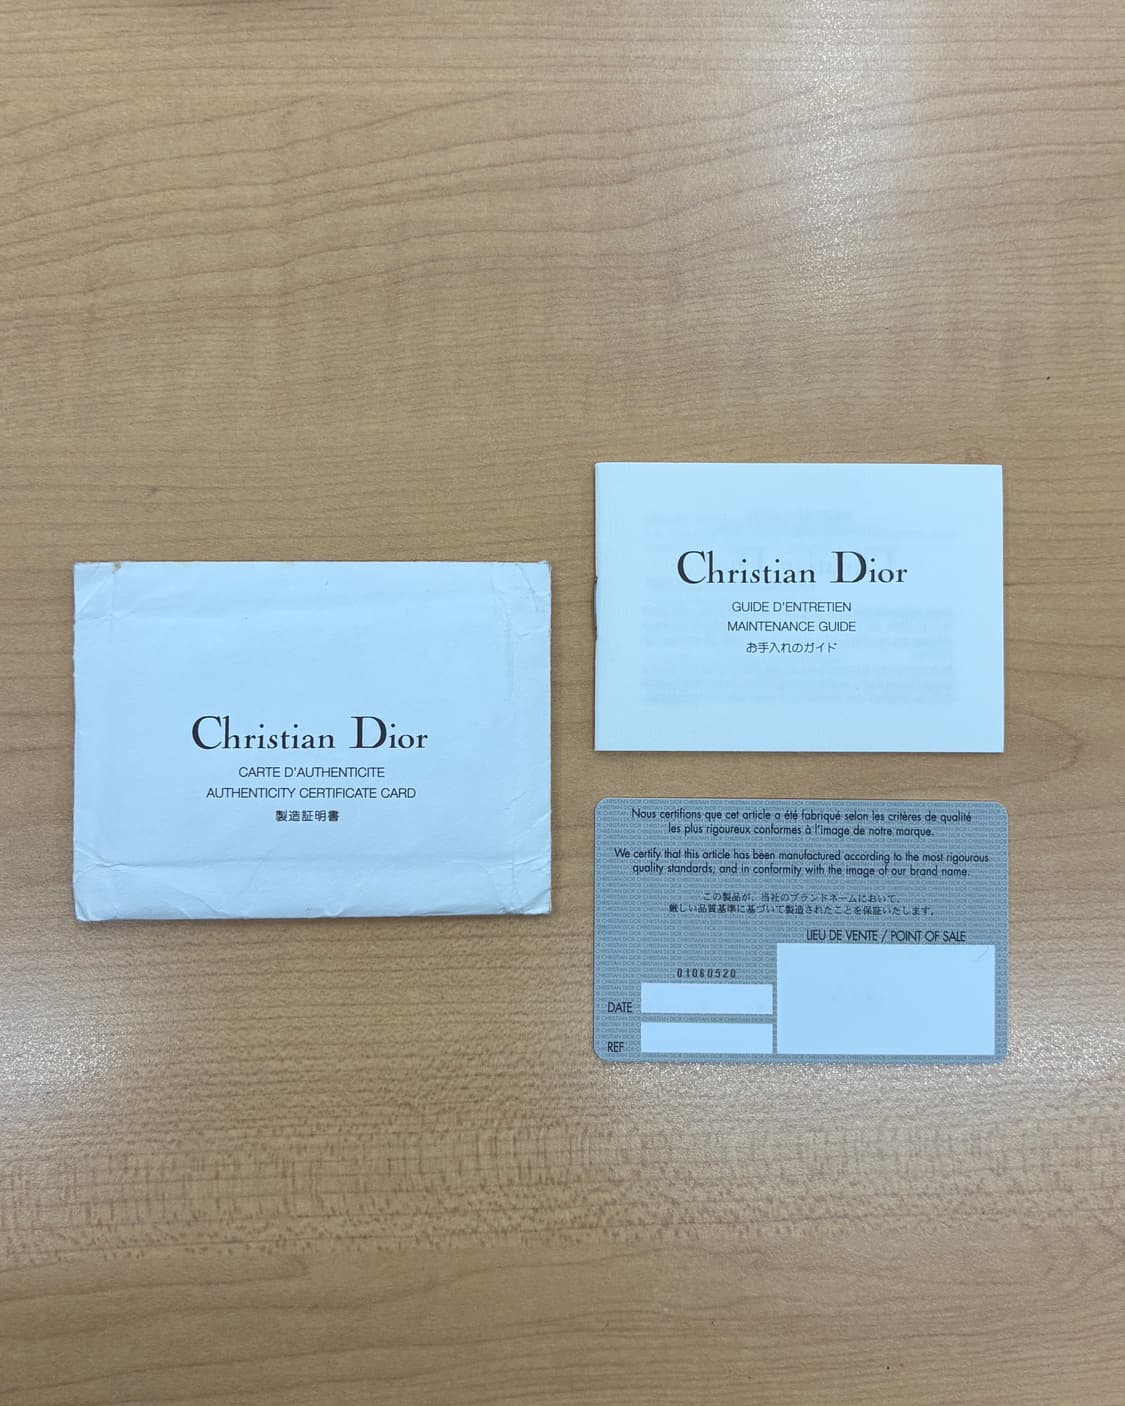 Christian Dior
CARTE D'AUTHENTICITE
AUTHENTICITY CERTIFICATE CARD
製造証明書
Christian Dior
GUIDE D'ENTRETIEN
MAINTENANCE GUIDE
お手入れのガイド
Nous certifions que cet article a été fabriqué selon les critères de qualité
les plus rigoureux conformes à l'image de notre marque.
We certify that this article has been manufactured according to the most rigourous
quality standards, and in conformity with the image of our brand name.
この製品が、当社のブランドネームにおいて、
厳しい品質基準に基づいて製造されたことを保証いたします。
LIEU DE VENTE / POINT OF SALE
01060520
DATE
REF